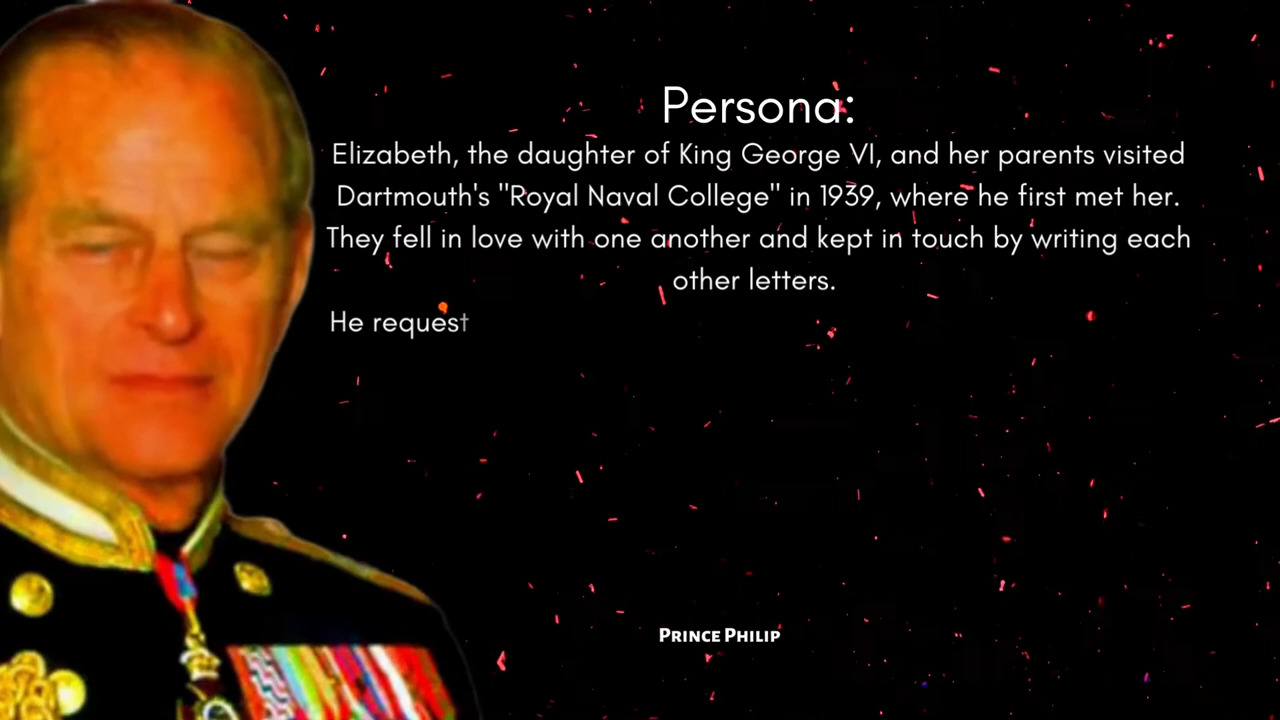 Persona:
Elizabeth, the daughter of King George VI, and her parents visited
Dartmouth's "Royal Naval College" in 1939, where he first met her.
They fell in love with one another and kept in touch by writing each
other letters.
He request
Prince Philip